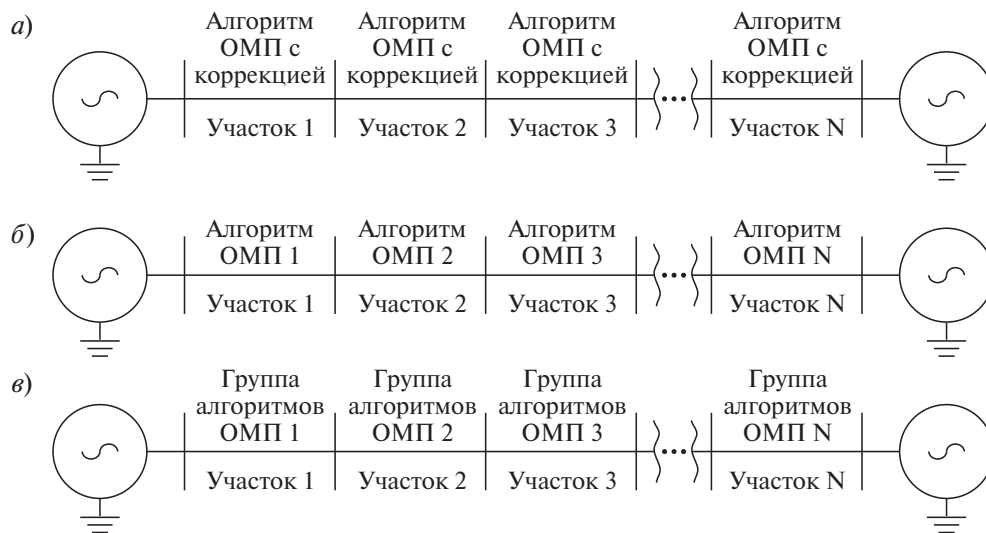 а)
Алгоритм ОМП с коррекцией
Алгоритм ОМП с коррекцией
Алгоритм ОМП с коррекцией
Алгоритм ОМП с коррекцией
Участок 1
Участок 2
Участок 3
...
Участок N
б)
Алгоритм ОМП 1
Алгоритм ОМП 2
Алгоритм ОМП 3
Алгоритм ОМП N
Участок 1
Участок 2
Участок 3
...
Участок N
в)
Группа алгоритмов ОМП 1
Группа алгоритмов ОМП 2
Группа алгоритмов ОМП 3
Группа алгоритмов ОМП N
Участок 1
Участок 2
Участок 3
...
Участок N